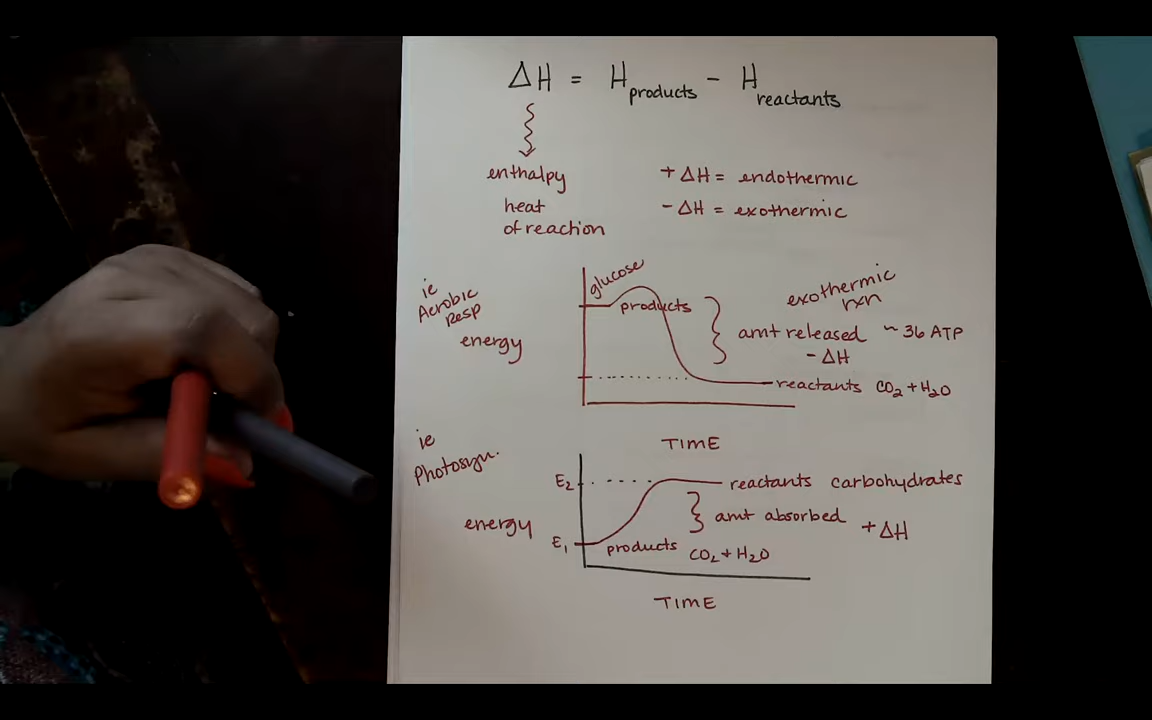 ΔH = H products - H reactants
enthalpy
heat
of reaction
+ ΔH = endothermic
- ΔH = exothermic
ie
Aerobic
Resp
energy
glucose
products
exothermic
rxn
amt released ~ 36 ATP
- ΔH
reactants CO₂ + H₂O
TIME
ie
Photosyn.
energy
E₂
reactants carbohydrates
amt absorbed
+ ΔH
E₁
products CO₂ + H₂O
TIME